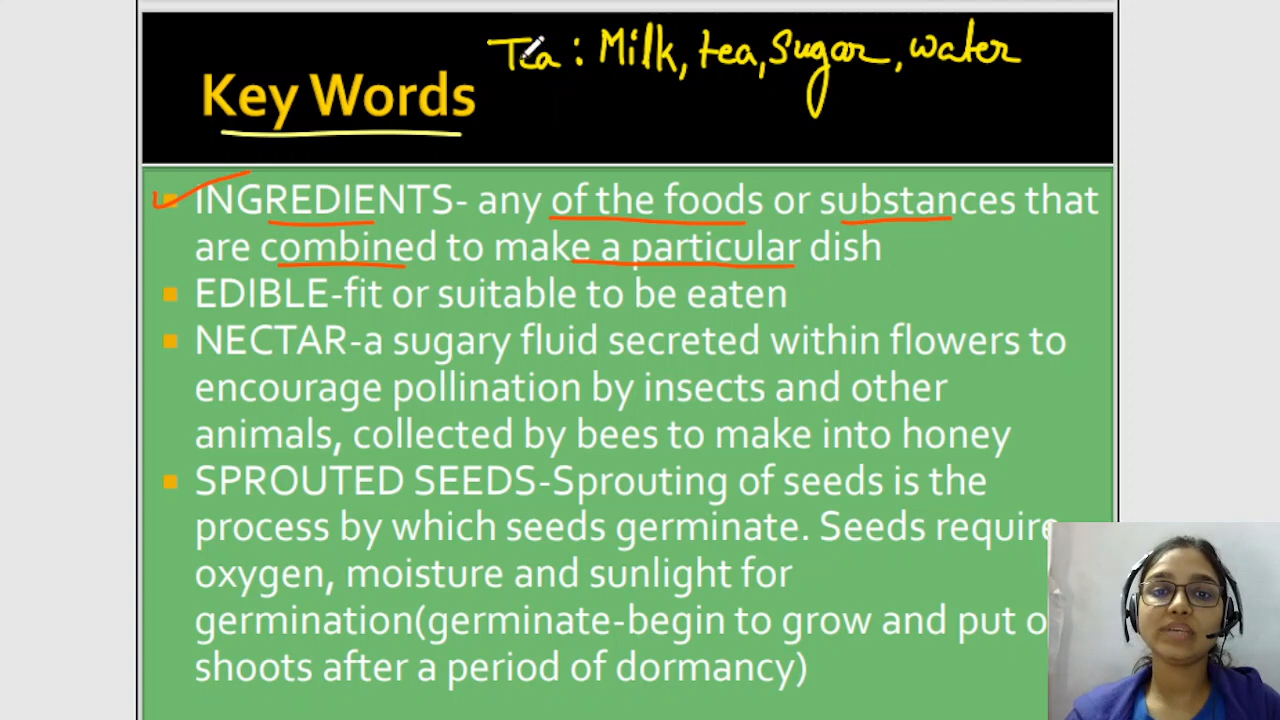 Tea : Milk, tea, Sugar, water
Key Words
INGREDIENTS- any of the foods or substances that
are combined to make a particular dish
EDIBLE-fit or suitable to be eaten
NECTAR-a sugary fluid secreted within flowers to
encourage pollination by insects and other
animals, collected by bees to make into honey
SPROUTED SEEDS-Sprouting of seeds is the
process by which seeds germinate. Seeds require
oxygen, moisture and sunlight for
germination(germinate-begin to grow and put
shoots after a period of dormancy)